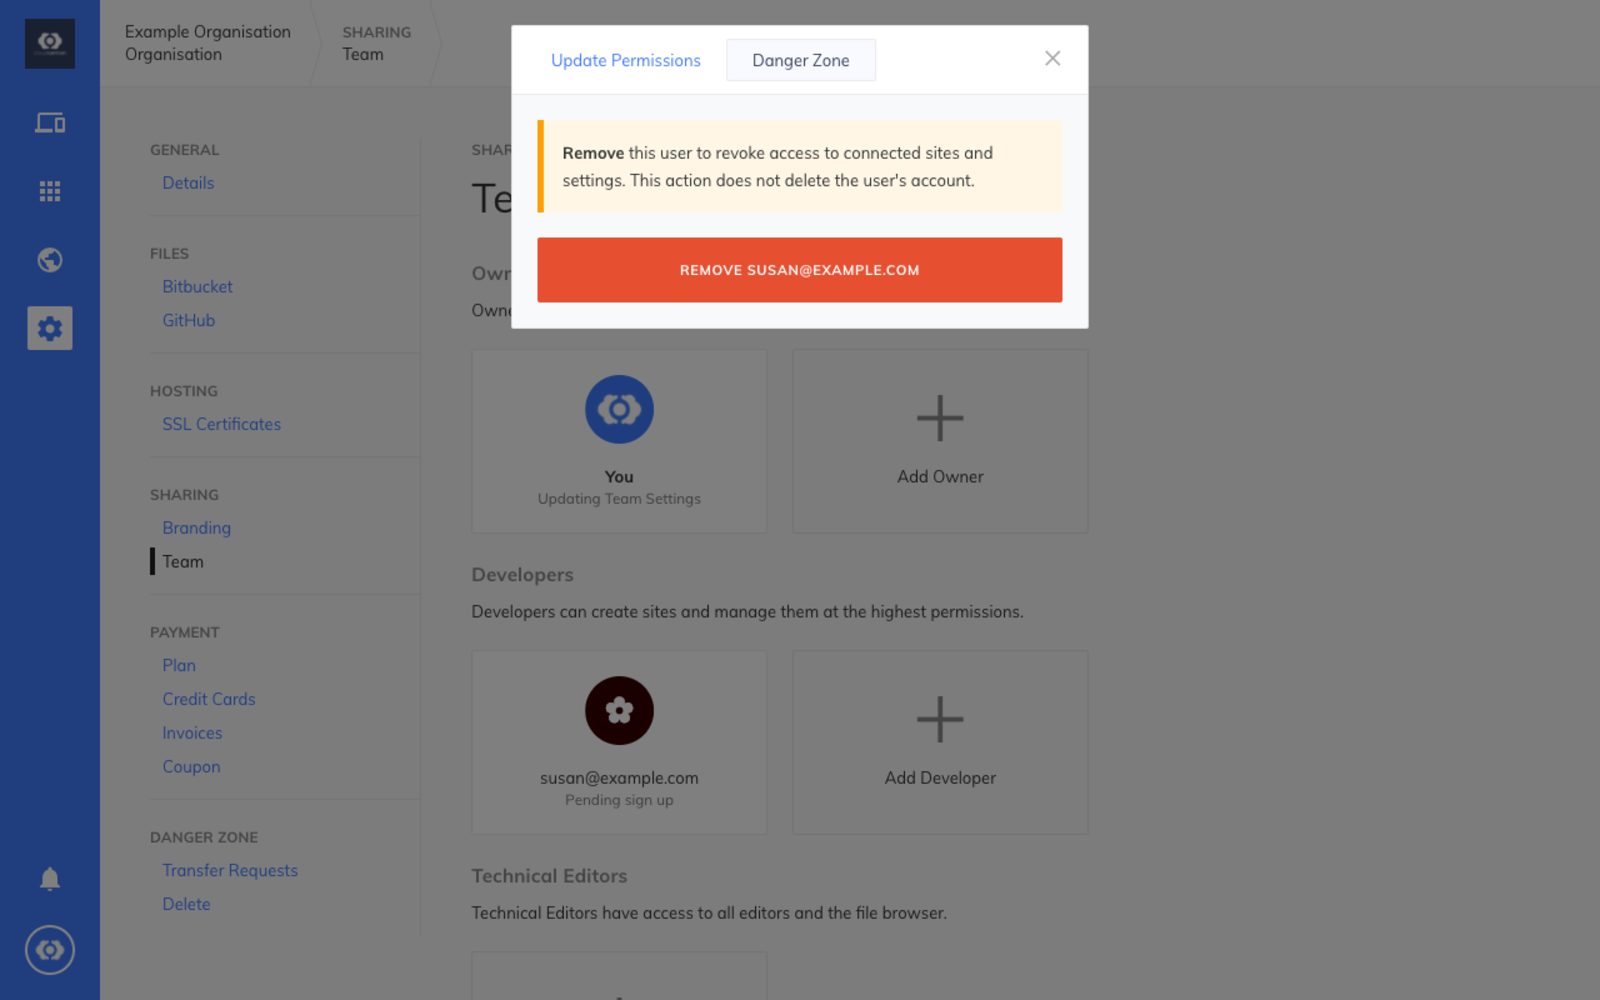 Example Organisation
Organisation
SHARING
Team
Update Permissions
Danger Zone
Remove this user to revoke access to connected sites and
settings. This action does not delete the user's account.
REMOVE SUSAN@EXAMPLE.COM
GENERAL
Details
FILES
Bitbucket
GitHub
HOSTING
SSL Certificates
SHARING
Branding
Team
PAYMENT
Plan
Credit Cards
Invoices
Coupon
DANGER ZONE
Transfer Requests
Delete
You
Updating Team Settings
Add Owner
Developers
Developers can create sites and manage them at the highest permissions.
susan@example.com
Pending sign up
Add Developer
Technical Editors
Technical Editors have access to all editors and the file browser.